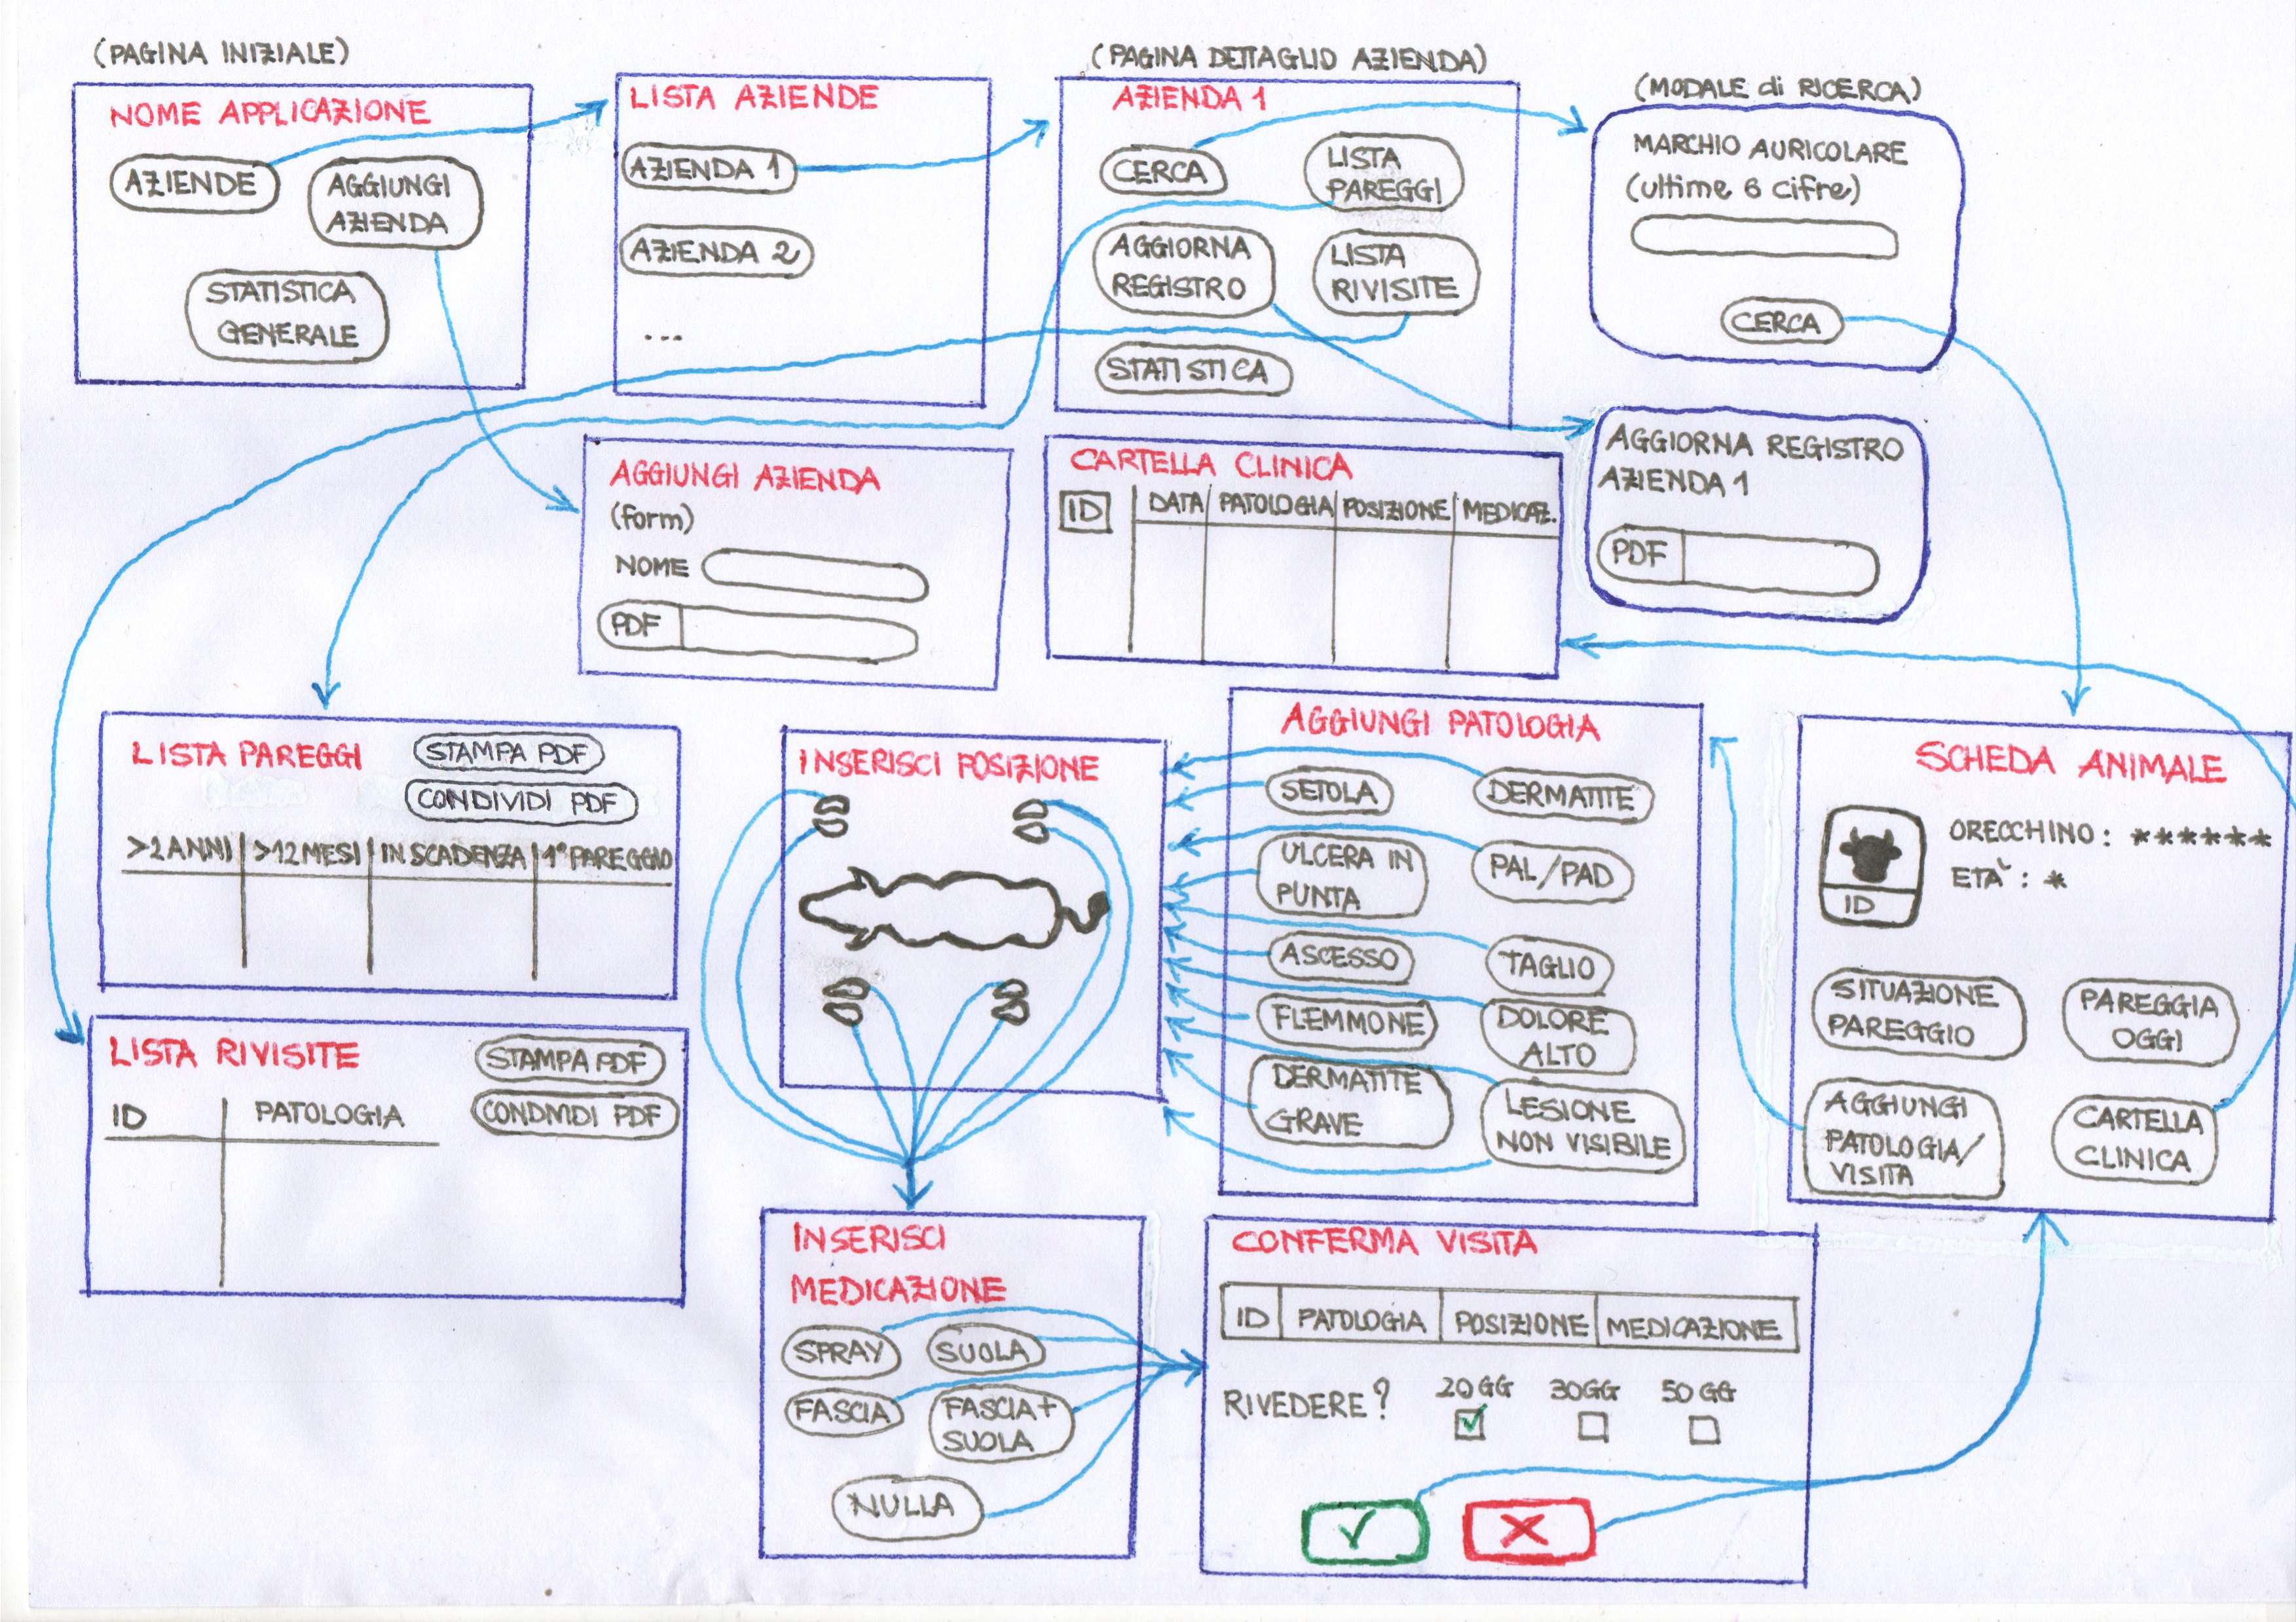 (PAGINA INIZIALE)
NOME APPLICAZIONE
AZIENDE
AGGIUNGI
AZIENDA
STATISTICA
GENERALE
LISTA AZIENDE
AZIENDA 1
AZIENDA 2
...
(PAGINA DETTAGLIO AZIENDA)
AZIENDA 1
CERCA
LISTA
PAREGGI
AGGIORNA
REGISTRO
LISTA
RIVISITE
STATISTICA
(MODALE di RICERCA)
MARCHIO AURICOLARE
(ultime 6 cifre)
CERCA
AGGIUNGI AZIENDA
(form)
NOME
PDF
CARTELLA CLINICA
ID DATA PATOLOGIA POSIZIONE MEDICAZ.
AGGIORNA REGISTRO
AZIENDA 1
PDF
LISTA PAREGGI
STAMPA PDF
CONDIVIDI PDF
>2 ANNI >12 MESI IN SCADENZA 1° PAREGGIO
LISTA RIVISITE
STAMPA PDF
CONDIVIDI PDF
ID PATOLOGIA
INSERISCI POSIZIONE
AGGIUNGI PATOLOGIA
SETOLA
DERMATITE
ULCERA IN
PUNTA
PAL/PAD
ASCESSO
TAGLIO
FLEMMONE
DOLORE
ALTO
DERMATITE
GRAVE
LESIONE
NON VISIBILE
SCHEDA ANIMALE
ORECCHINO: ******
ETÀ: *
ID
SITUAZIONE
PAREGGIO
PAREGGIA
OGGI
AGGIUNGI
PATOLOGIA/
VISITA
CARTELLA
CLINICA
INSERISCI
MEDICAZIONE
SPRAY
SUOLA
FASCIA
FASCIA+
SUOLA
NULLA
CONFERMA VISITA
ID PATOLOGIA POSIZIONE MEDICAZIONE
RIVEDERE? 20 GG 30 GG 50 GG